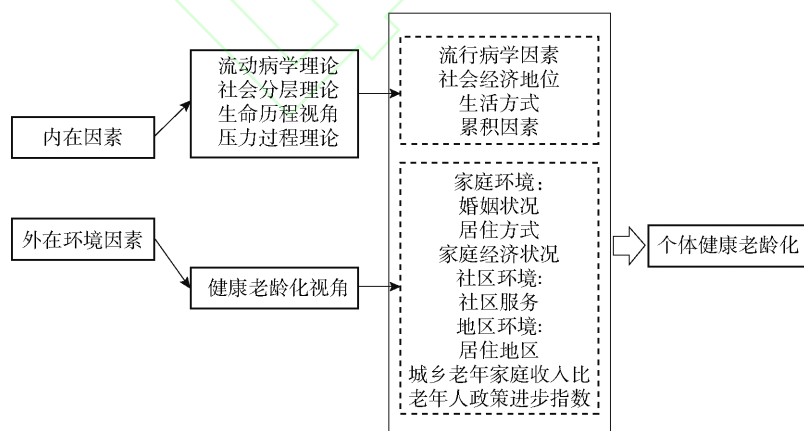 内在因素
流动病学理论
社会分层理论
生命历程视角
压力过程理论
流行病学因素
社会经济地位
生活方式
累积因素
外在环境因素
健康老龄化视角
家庭环境：
婚姻状况
居住方式
家庭经济状况
社区环境:
社区服务
地区环境:
居住地区
城乡老年家庭收入比
老年人政策进步指数
个体健康老龄化